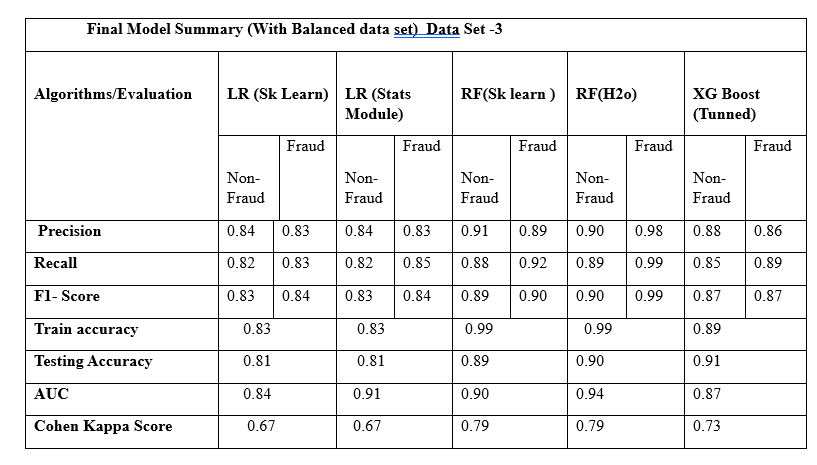 Final Model Summary (With Balanced data set) Data Set -3
Algorithms/Evaluation LR (Sk Learn) LR (Stats Module) RF(Sk learn ) RF(H2o) XG Boost (Tunned)
Non-Fraud Fraud Non-Fraud Fraud Non-Fraud Fraud Non-Fraud Fraud Non-Fraud Fraud
Precision 0.84 0.83 0.84 0.83 0.91 0.89 0.90 0.98 0.88 0.86
Recall 0.82 0.83 0.82 0.85 0.88 0.92 0.89 0.99 0.85 0.89
F1- Score 0.83 0.84 0.83 0.84 0.89 0.90 0.90 0.99 0.87 0.87
Train accuracy 0.83 0.83 0.99 0.99 0.89
Testing Accuracy 0.81 0.81 0.89 0.90 0.91
AUC 0.84 0.91 0.90 0.94 0.87
Cohen Kappa Score 0.67 0.67 0.79 0.79 0.73